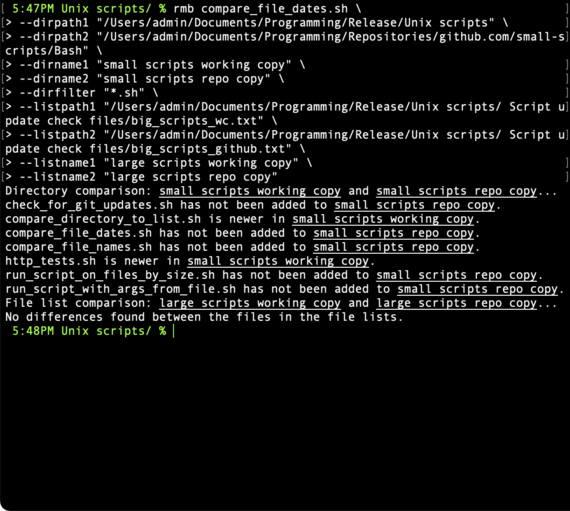 [ 5:47PM Unix scripts/ % rmb compare_file_dates.sh \ ]
[> --dirpath1 "/Users/admin/Documents/Programming/Release/Unix scripts" \ ]
[> --dirpath2 "/Users/admin/Documents/Programming/Repositories/github.com/small-s]
cripts/Bash" \
[> --dirname1 "small scripts working copy" \ ]
[> --dirname2 "small scripts repo copy" \ ]
[> --dirfilter "*.sh" \ ]
[> --listpath1 "/Users/admin/Documents/Programming/Release/Unix scripts/ Script u]
pdate check files/big_scripts_wc.txt" \
[> --listpath2 "/Users/admin/Documents/Programming/Release/Unix scripts/ Script u]
pdate check files/big_scripts_github.txt" \
[> --listname1 "large scripts working copy" \ ]
[> --listname2 "large scripts repo copy" ]
Directory comparison: small scripts working copy and small scripts repo copy...
check_for_git_updates.sh has not been added to small scripts repo copy.
compare_directory_to_list.sh is newer in small scripts working copy.
compare_file_dates.sh has not been added to small scripts repo copy.
compare_file_names.sh has not been added to small scripts repo copy.
http_tests.sh is newer in small scripts working copy.
run_script_on_files_by_size.sh has not been added to small scripts repo copy.
run_script_with_args_from_file.sh has not been added to small scripts repo copy.
File list comparison: large scripts working copy and large scripts repo copy...
No differences found between the files in the file lists.
5:48PM Unix scripts/ %